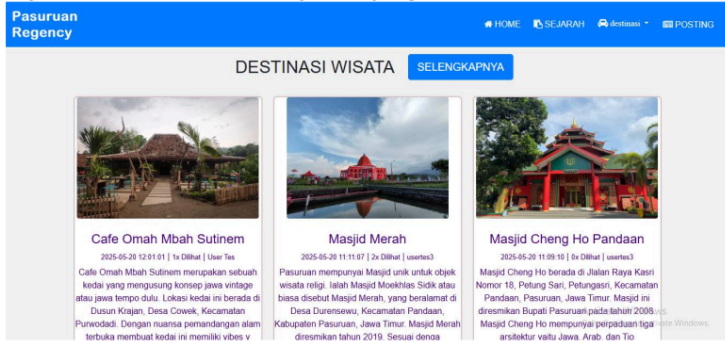 Pasuruan
Regency
HOME SEJARAH destinasi POSTING
DESTINASI WISATA SELENGKAPNYA
Cafe Omah Mbah Sutinem
2025-05-20 12:01:01 | 1x Dilihat | User Tes
Cafe Omah Mbah Sutinem merupakan sebuah
kedai yang mengusung konsep jawa vintage
atau jawa tempo dulu. Lokasi kedai ini berada di
Dusun Krajan, Desa Cowek, Kecamatan
Purwodadi. Dengan nuansa pemandangan alam
terbuka membuat kedai ini memiliki vibes y
Masjid Merah
2025-05-20 11:11:07 | 2x Dilihat | usertes3
Pasuruan mempunyai Masjid unik untuk objek
wisata religi. Ialah Masjid Moekhlas Sidik atau
biasa disebut Masjid Merah, yang beralamat di
Desa Durensewu, Kecamatan Pandaan,
Kabupaten Pasuruan, Jawa Timur. Masjid Merah
diresmikan tahun 2019. Sesuai denga
Masjid Cheng Ho Pandaan
2025-05-20 11:09:10 | 0x Dilihat | usertes3
Masjid Cheng Ho berada di Jalan Raya Kasri
Nomor 18, Petung Sari, Petungasri, Kecamatan
Pandaan, Pasuruan, Jawa Timur. Masjid ini
diresmikan Bupati Pasuruan pada tahun 2008.
Masjid Cheng Ho mempunyai perpaduan tiga
arsitektur yaitu Jawa, Arab, dan Tio